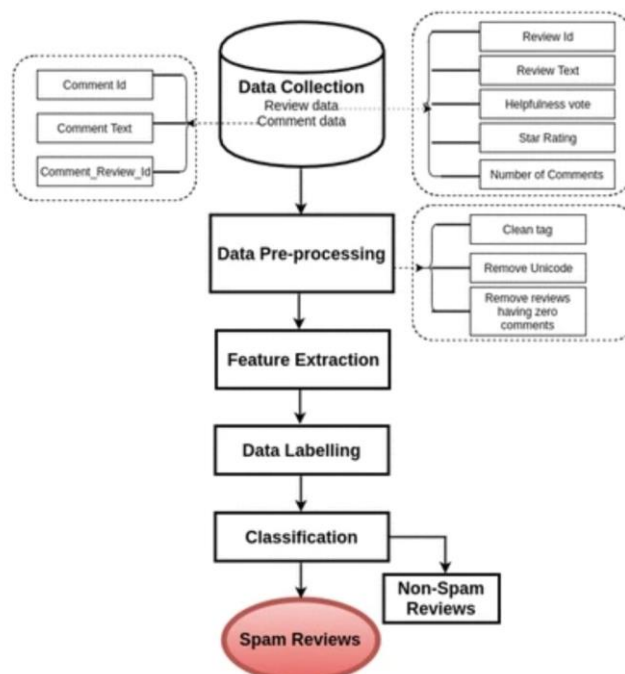 Data Collection
Review data
Comment data
Comment Id
Comment Text
Comment_Review_Id
Review Id
Review Text
Helpfulness vote
Star Rating
Number of Comments
Data Pre-processing
Clean tag
Remove Unicode
Remove reviews
having zero
comments
Feature Extraction
Data Labelling
Classification
Non-Spam
Reviews
Spam Reviews